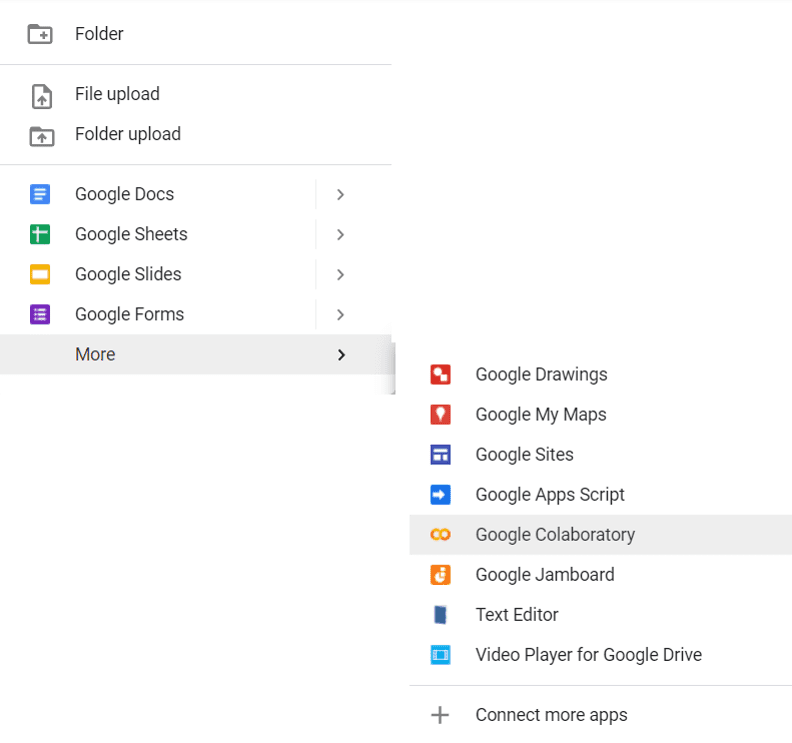 Folder
File upload
Folder upload
Google Docs
Google Sheets
Google Slides
Google Forms
More
Google Drawings
Google My Maps
Google Sites
Google Apps Script
Google Colaboratory
Google Jamboard
Text Editor
Video Player for Google Drive
Connect more apps